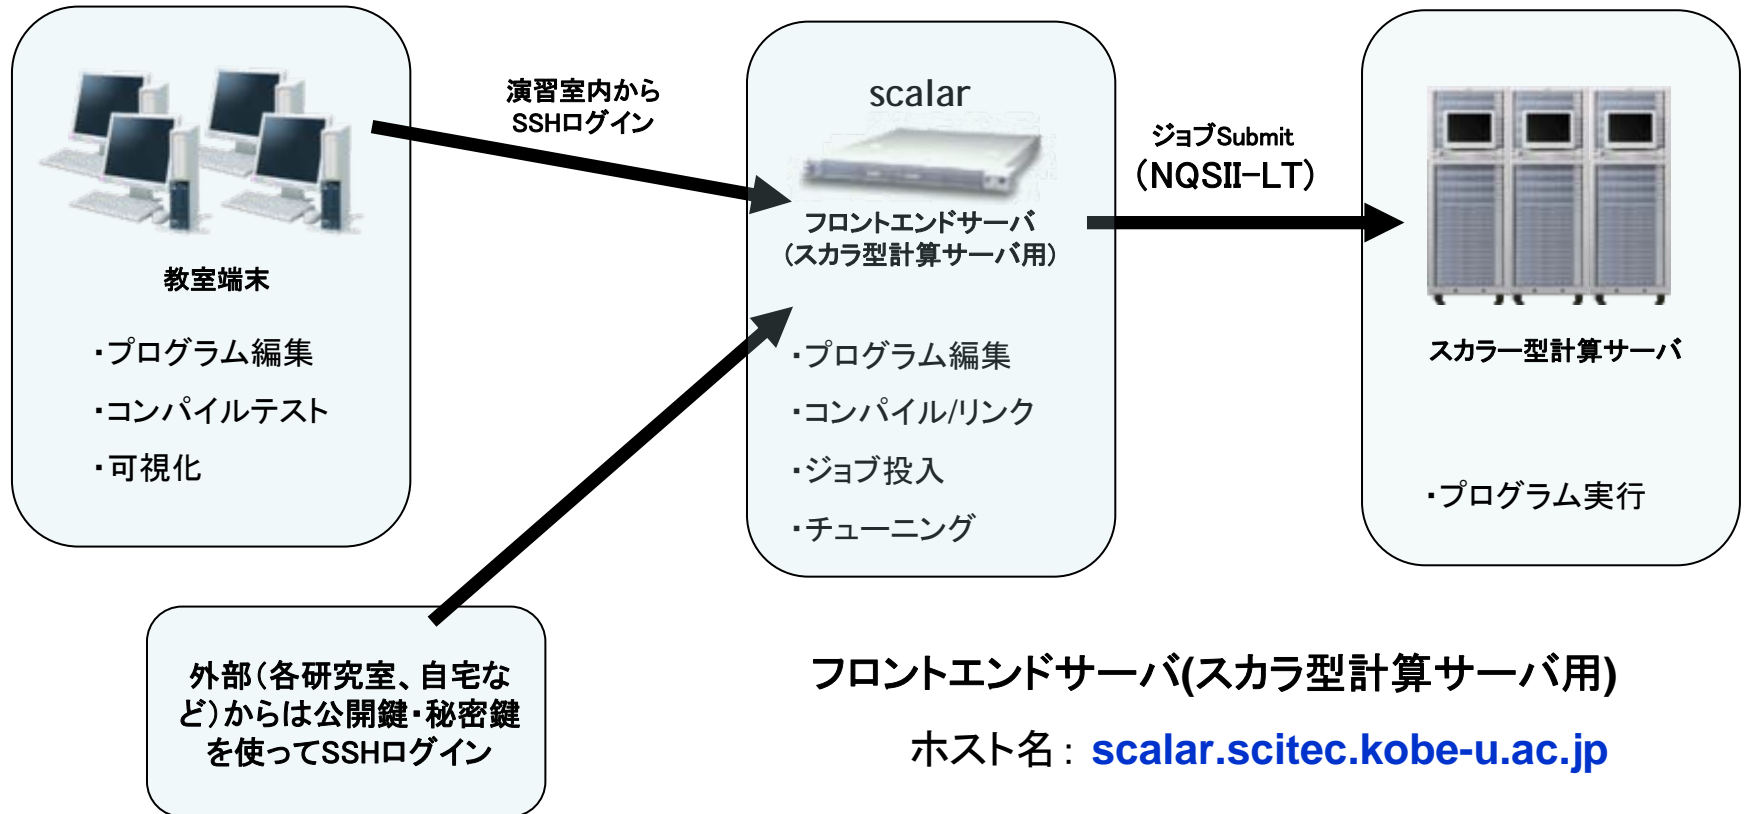 演習室内から
SSHログイン
教室端末
・プログラム編集
・コンパイルテスト
・可視化
scalar
フロントエンドサーバ
(スカラ型計算サーバ用)
・プログラム編集
・コンパイル/リンク
・ジョブ投入
・チューニング
ジョブSubmit
(NQSII-LT)
スカラー型計算サーバ
・プログラム実行
外部(各研究室、自宅な
ど)からは公開鍵・秘密鍵
を使ってSSHログイン
フロントエンドサーバ(スカラ型計算サーバ用)
ホスト名: scalar.scitec.kobe-u.ac.jp